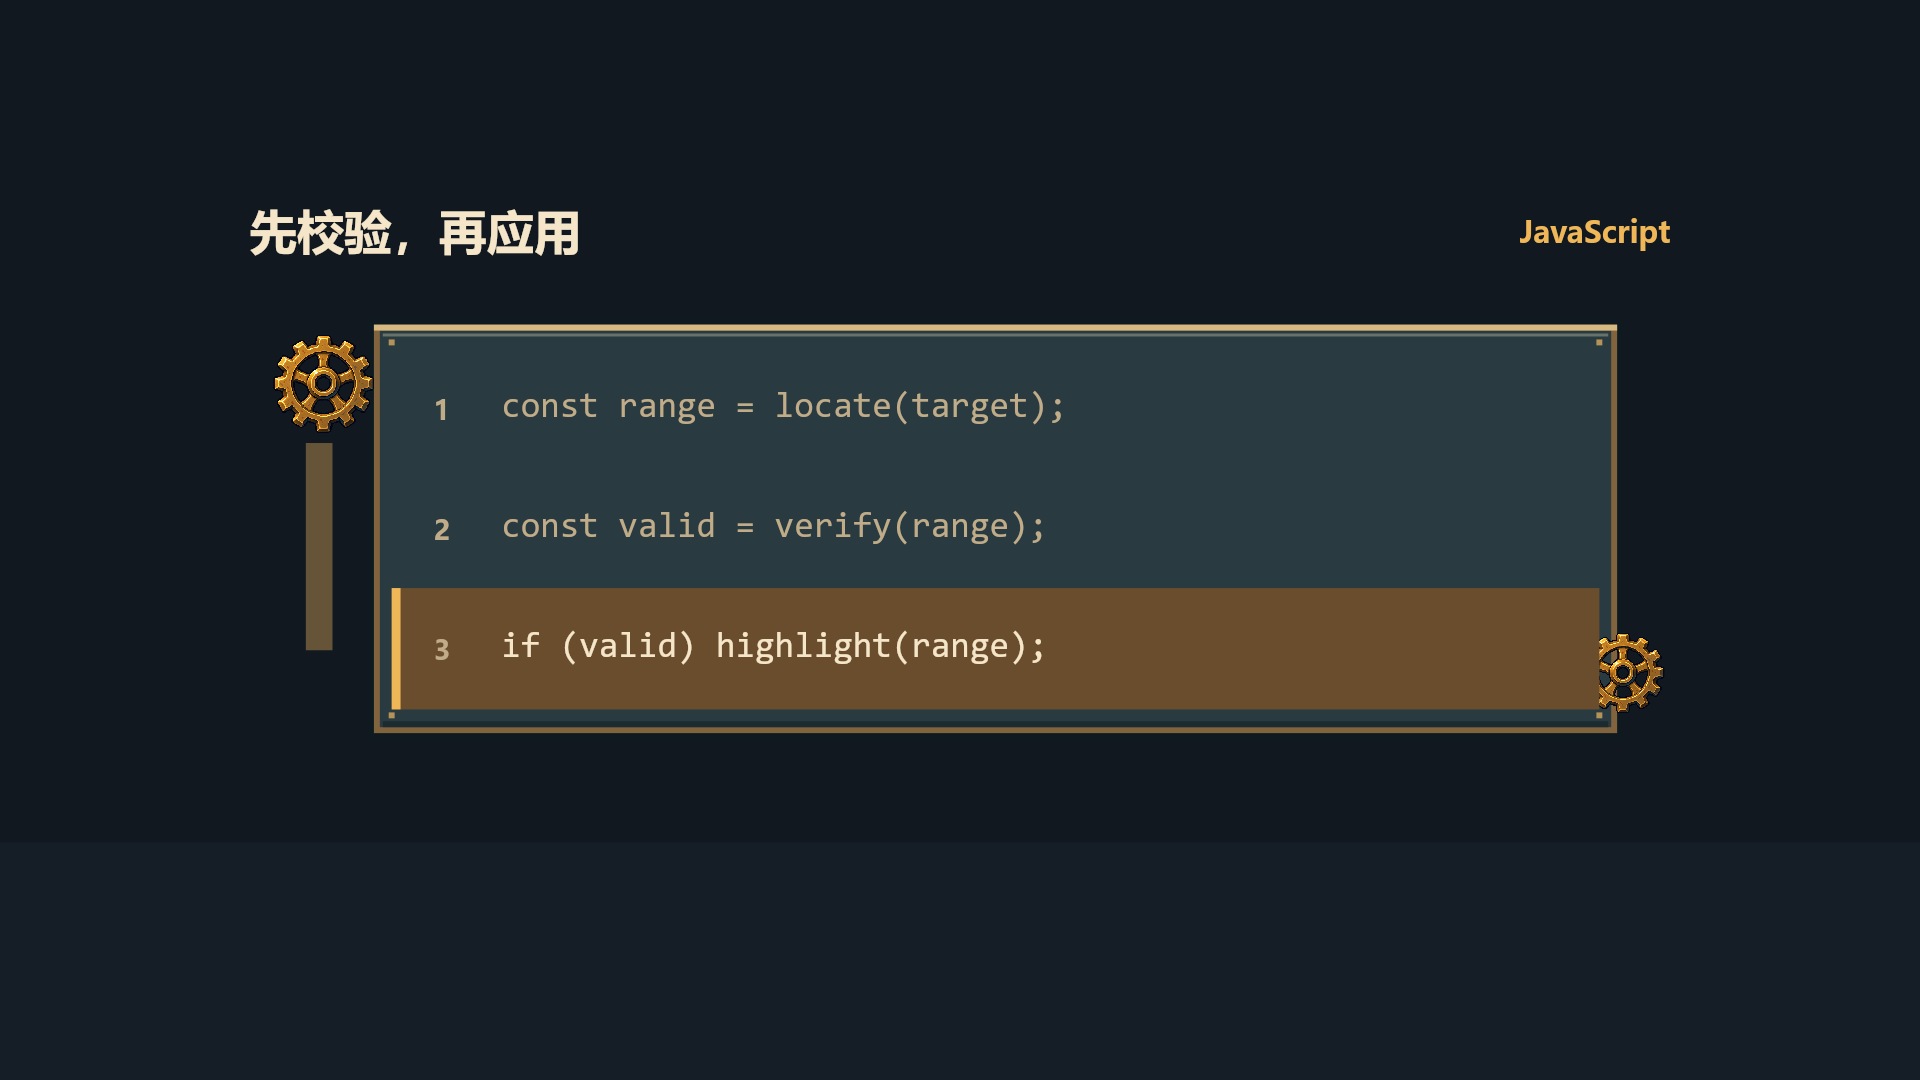 先校验，再应用
JavaScript
1 const range = locate(target);
2 const valid = verify(range);
3 if (valid) highlight(range);